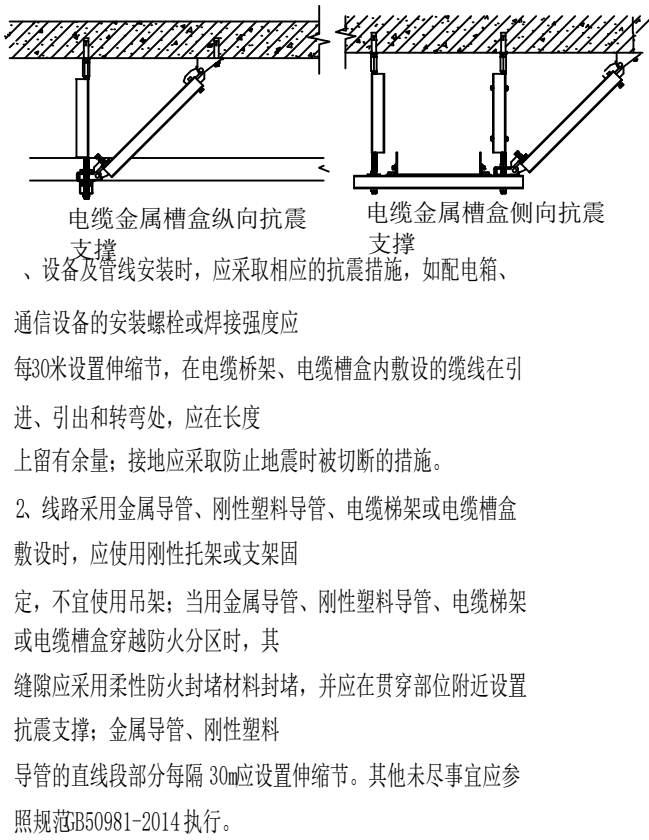 电缆金属槽盒纵向抗震
支撑
电缆金属槽盒侧向抗震
支撑
、设备及管线安装时，应采取相应的抗震措施，如配电箱、
通信设备的安装螺栓或焊接强度应
每30米设置伸缩节，在电缆桥架、电缆槽盒内敷设的缆线在引
进、引出和转弯处，应在长度
上留有余量；接地应采取防止地震时被切断的措施。
2、线路采用金属导管、刚性塑料导管、电缆梯架或电缆槽盒
敷设时，应使用刚性托架或支架固
定，不宜使用吊架；当用金属导管、刚性塑料导管、电缆梯架
或电缆槽盒穿越防火分区时，其
缝隙应采用柔性防火封堵材料封堵，并应在贯穿部位附近设置
抗震支撑；金属导管、刚性塑料
导管的直线段部分每隔 30m应设置伸缩节。其他未尽事宜应参
照规范GB50981-2014执行。